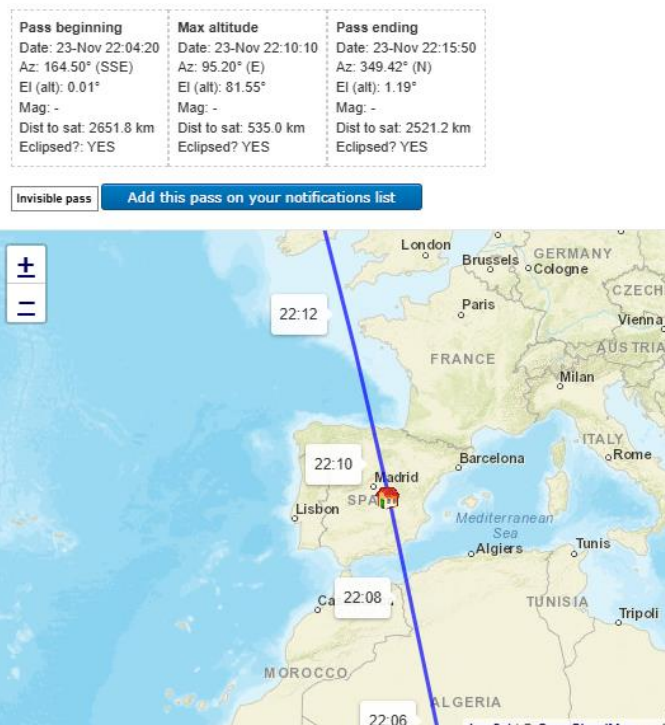 Pass beginning
Date: 23-Nov 22:04:20
Az: 164.50° (SSE)
El (alt): 0.01°
Mag: -
Dist to sat: 2651.8 km
Eclipsed?: YES
Max altitude
Date: 23-Nov 22:10:10
Az: 95.20° (E)
El (alt): 81.55°
Mag: -
Dist to sat: 535.0 km
Eclipsed? YES
Pass ending
Date: 23-Nov 22:15:50
Az: 349.42° (N)
El (alt): 1.19°
Mag: -
Dist to sat: 2521.2 km
Eclipsed? YES
Invisible pass
Add this pass on your notifications list
+
−
London
Brussels
GERMANY
Cologne
CZECH
Paris
22:12
Vienna
AUSTRIA
FRANCE
Milan
ITALY
Rome
22:10
Barcelona
Madrid
SPA
Lisbon
Mediterranean
Sea
Algiers
Tunis
Ca
22:08
TUNISIA
Tripoli
MOROCCO
ALGERIA
22:06